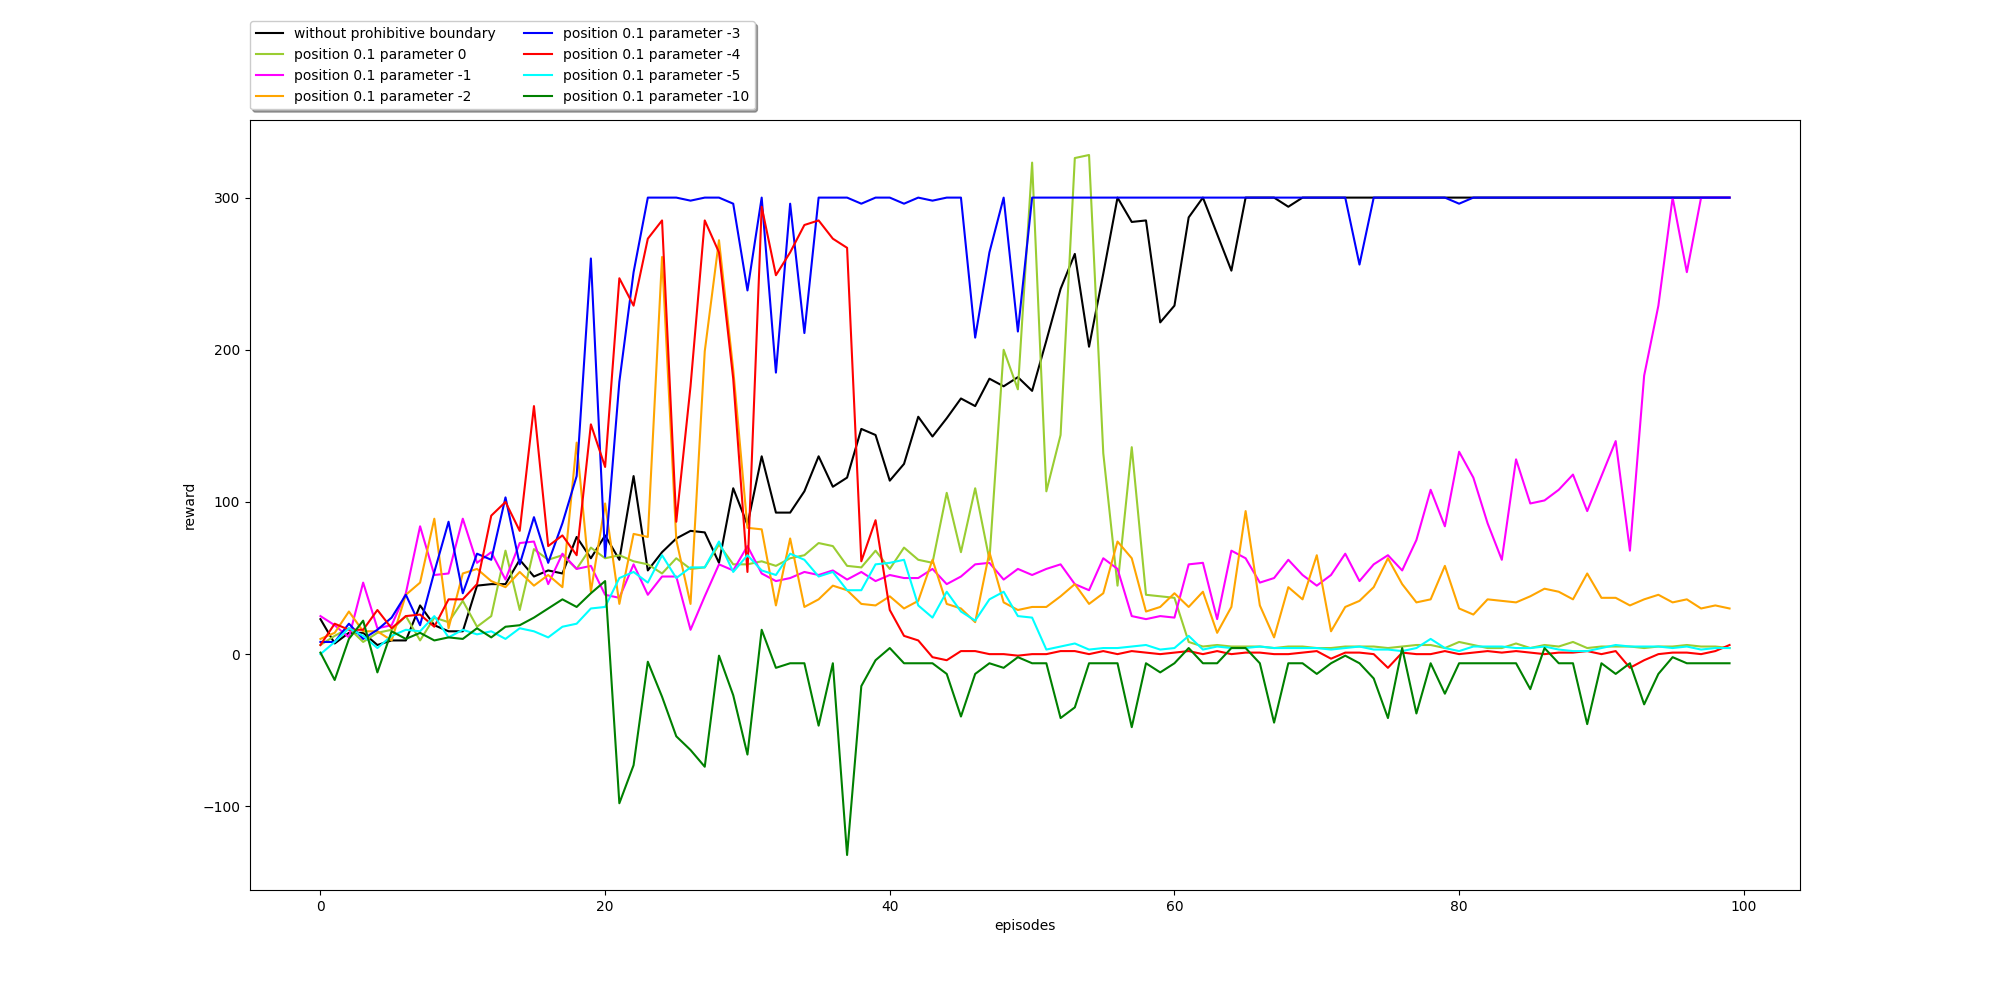 without prohibitive boundary
position 0.1 parameter 0
position 0.1 parameter -1
position 0.1 parameter -2
position 0.1 parameter -3
position 0.1 parameter -4
position 0.1 parameter -5
position 0.1 parameter -10
300
200
100
0
−100
reward
0
20
40
60
80
100
episodes